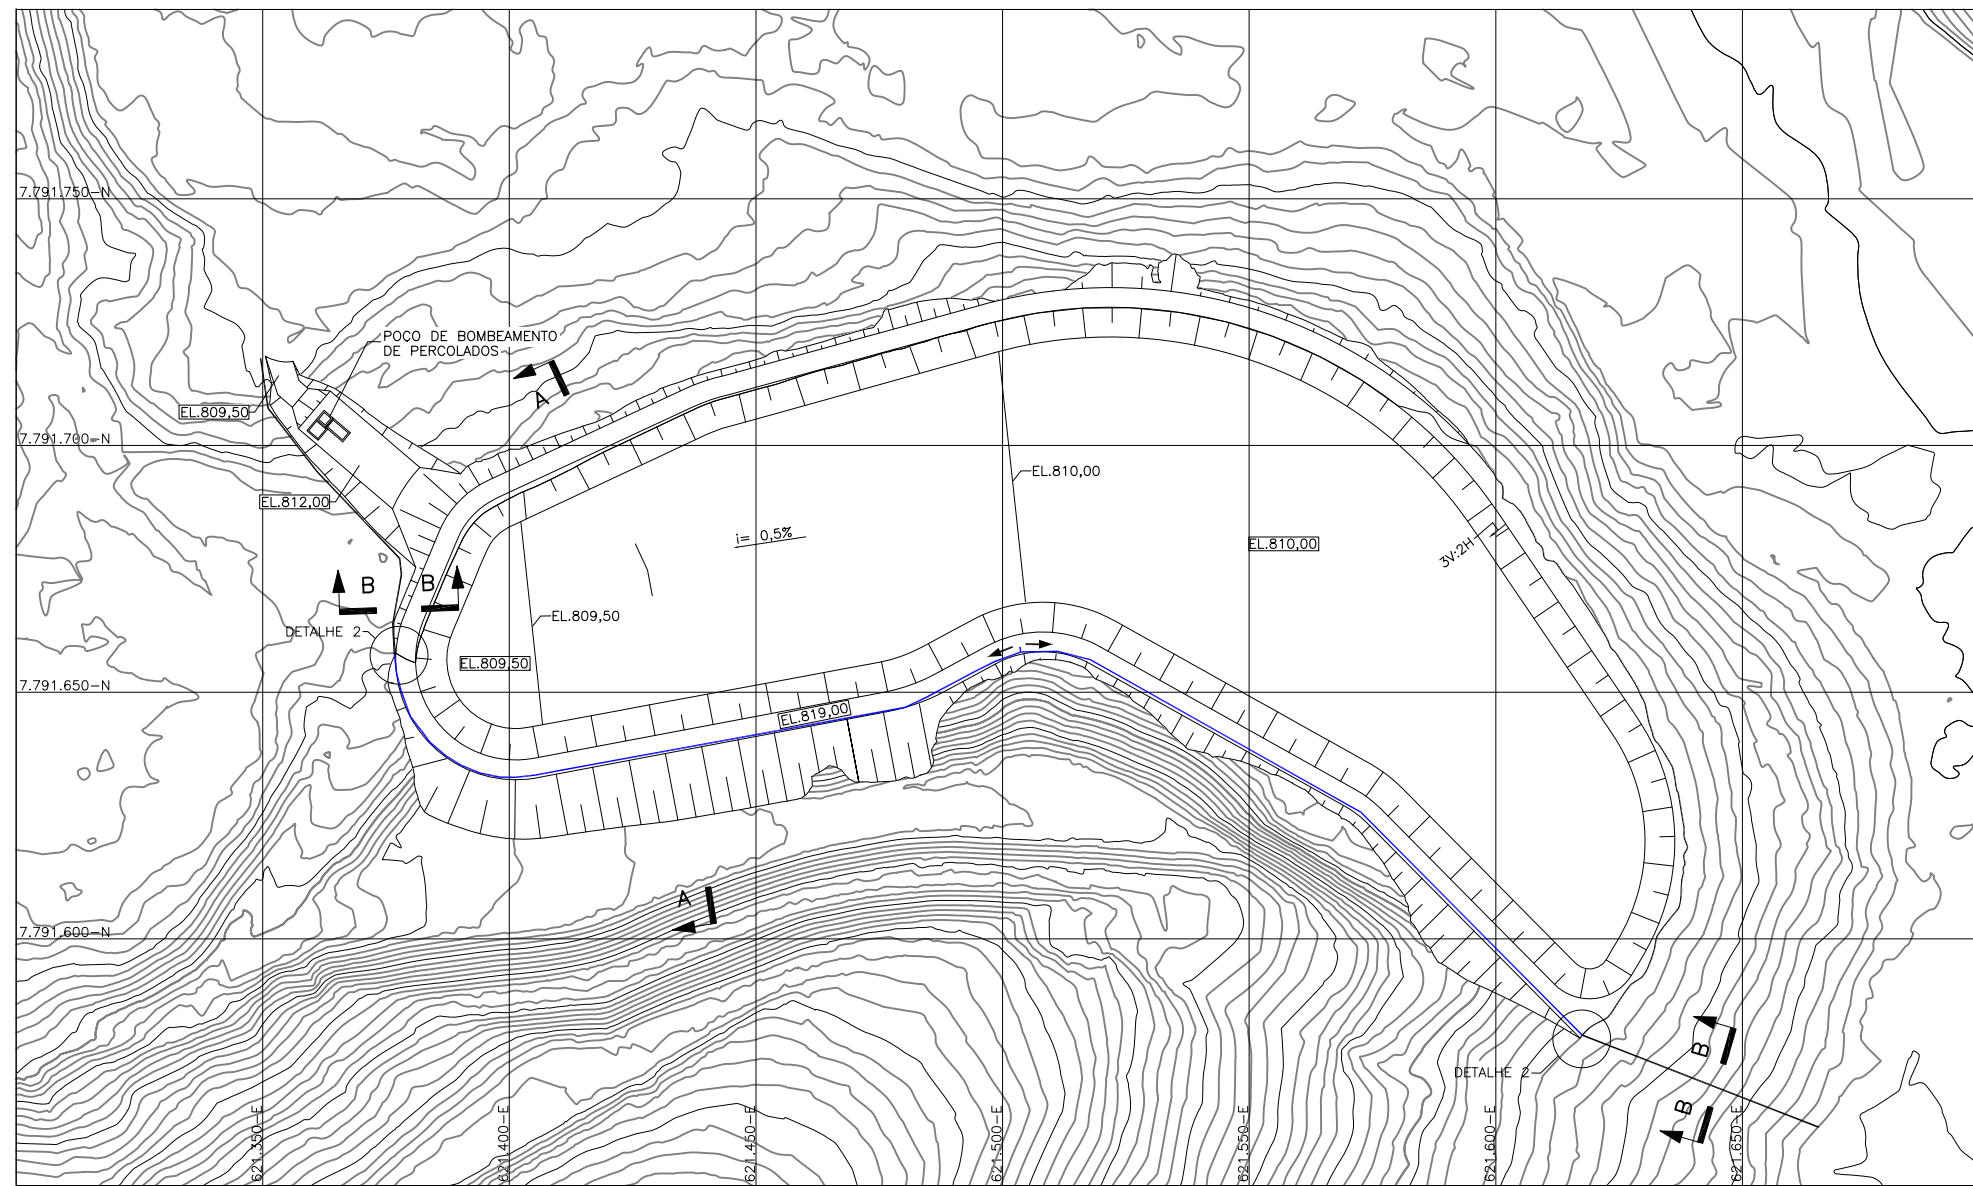 7.791.750-N
POÇO DE BOMBEAMENTO
DE PERCOLADOS
A
EL.809,50
7.791.700-N
EL.812,00
EL.810,00
i= 0,5%
EL.810,00
3V:2H
B
B
EL.809,50
DETALHE 2
EL.809,50
7.791.650-N
EL.819,00
A
7.791.600-N
B
DETALHE 2
B
621.350-E
621.400-E
621.450-E
621.500-E
621.550-E
621.600-E
621.650-E